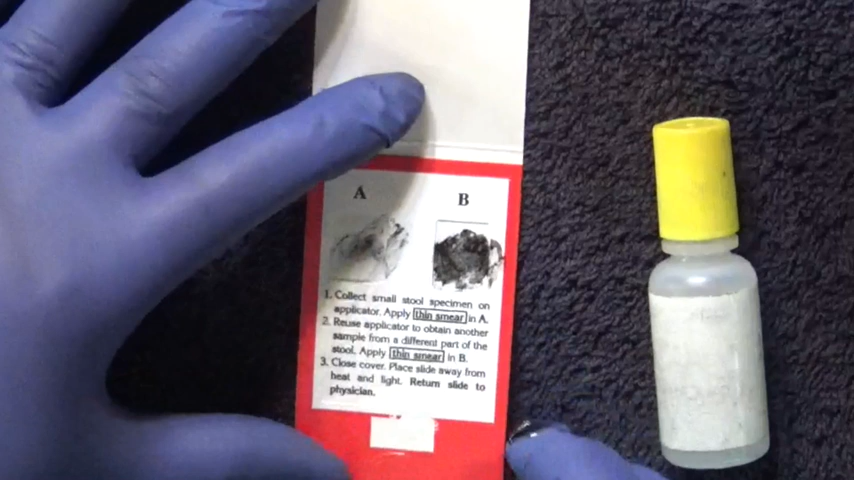 A B
1. Collect small stool specimen on
applicator. Apply thin smear in A.
2. Reuse applicator to obtain another
sample from a different part of the
stool. Apply thin smear in B.
3. Close cover. Place slide away from
heat and light. Return slide to
physician.